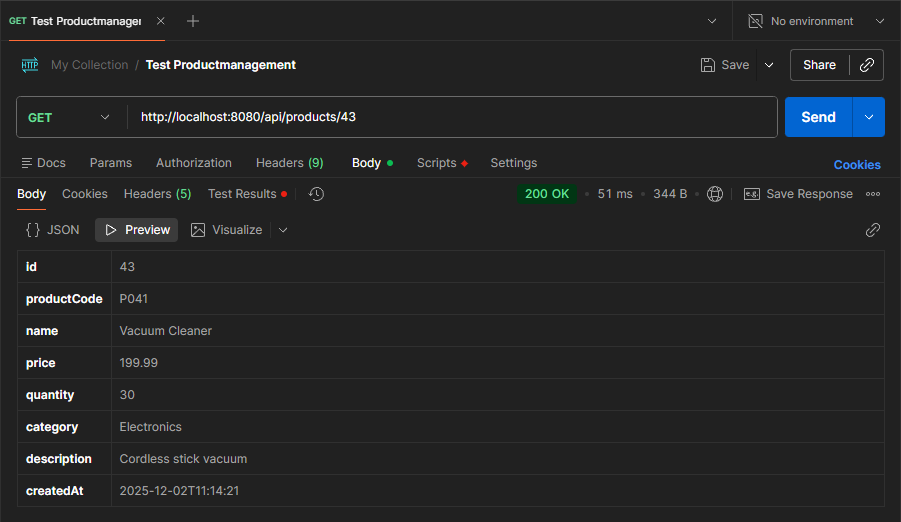 GET Test Productmanager
No environment
HTTP My Collection / Test Productmanagement
Save
Share
GET
http://localhost:8080/api/products/43
Send
Docs Params Authorization Headers (9) Body Scripts Settings
Cookies
Body Cookies Headers (5) Test Results
200 OK • 51 ms • 344 B
e.g. Save Response
{} JSON
Preview
Visualize
id 43
productCode P041
name Vacuum Cleaner
price 199.99
quantity 30
category Electronics
description Cordless stick vacuum
createdAt 2025-12-02T11:14:21